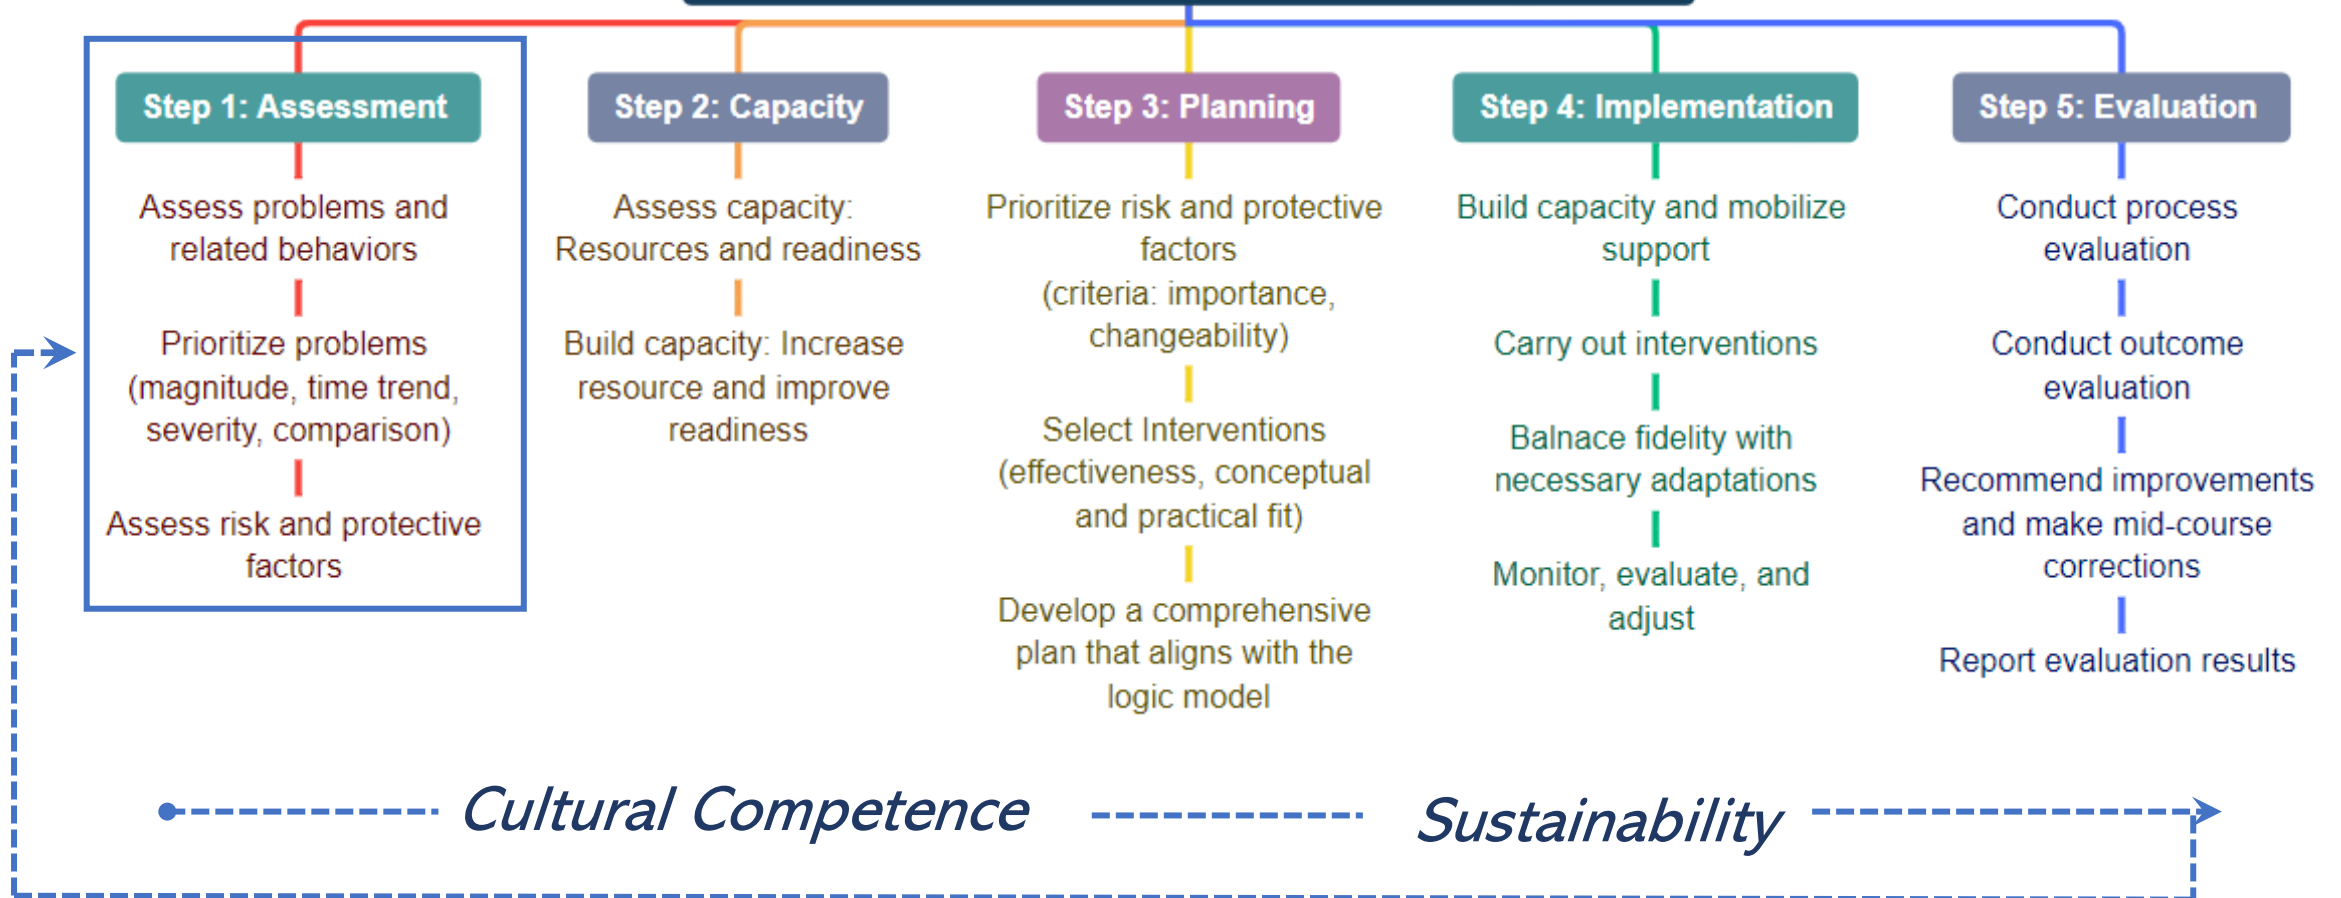 Step 1: Assessment
Assess problems and
related behaviors
Prioritize problems
(magnitude, time trend,
severity, comparison)
Assess risk and protective
factors
Step 2: Capacity
Assess capacity:
Resources and readiness
Build capacity: Increase
resource and improve
readiness
Step 3: Planning
Prioritize risk and protective
factors
(criteria: importance,
changeability)
Select Interventions
(effectiveness, conceptual
and practical fit)
Develop a comprehensive
plan that aligns with the
logic model
Step 4: Implementation
Build capacity and mobilize
support
Carry out interventions
Balnace fidelity with
necessary adaptations
Monitor, evaluate, and
adjust
Step 5: Evaluation
Conduct process
evaluation
Conduct outcome
evaluation
Recommend improvements
and make mid-course
corrections
Report evaluation results
Cultural Competence
Sustainability